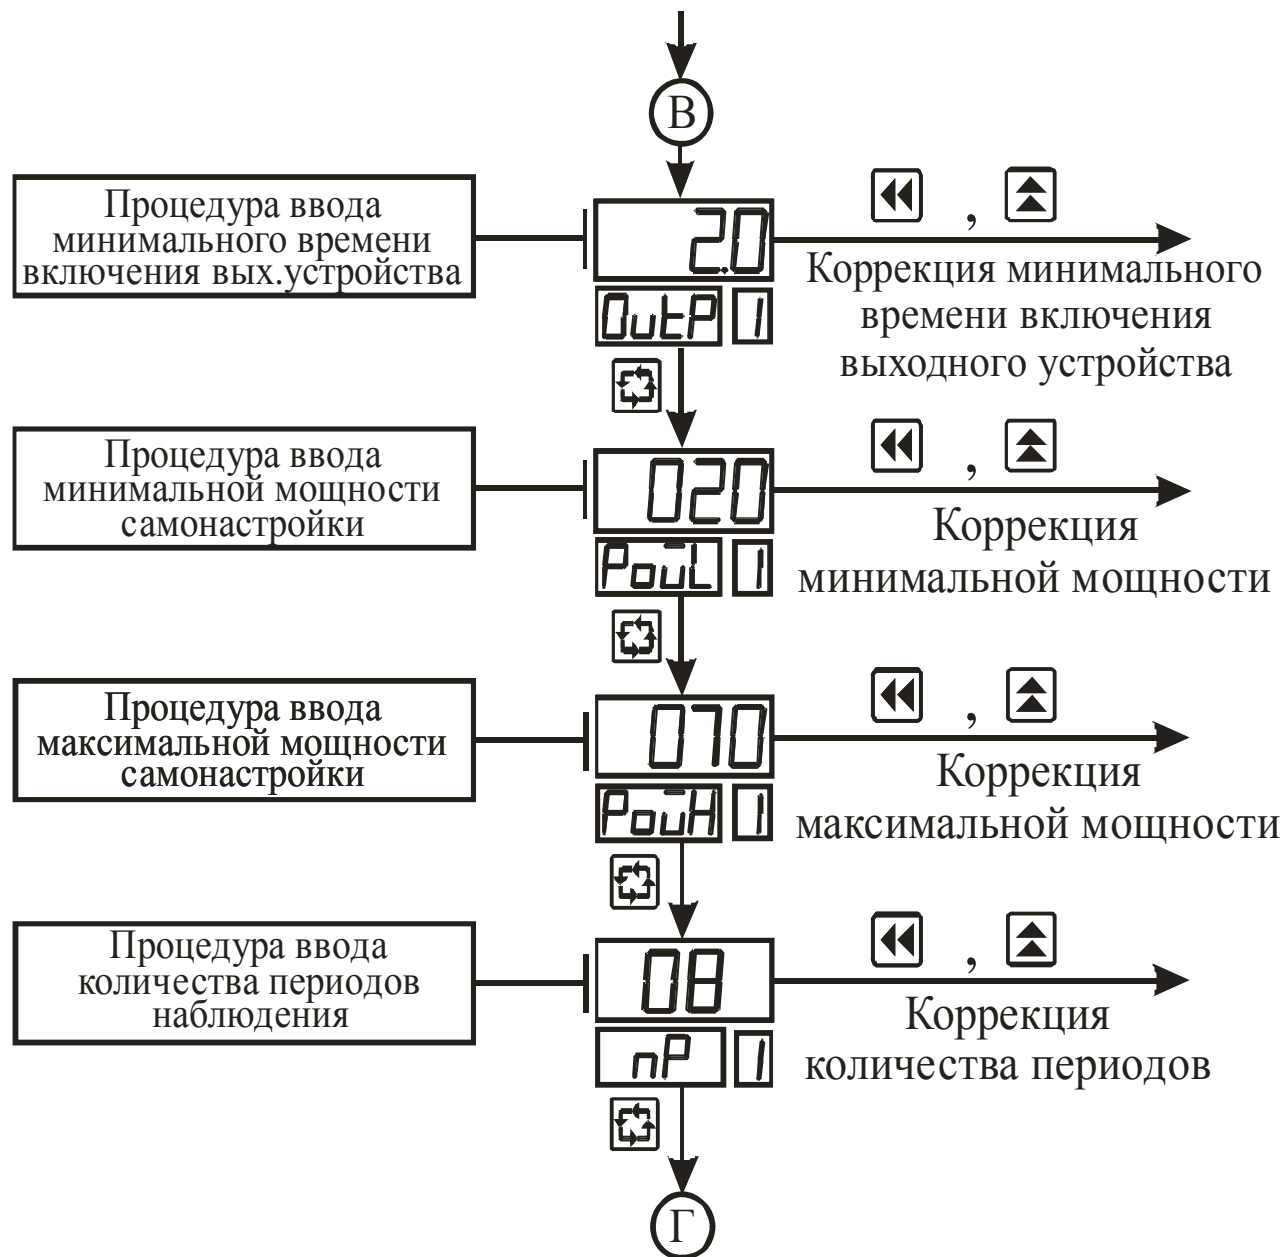 В
Процедура ввода
минимального времени
включения вых.устройства
2.0
OutP 1
,
Коррекция минимального
времени включения
выходного устройства
Процедура ввода
минимальной мощности
самонастройки
020
PowL 1
,
Коррекция
минимальной мощности
Процедура ввода
максимальной мощности
самонастройки
070
PowH 1
,
Коррекция
максимальной мощности
Процедура ввода
количества периодов
наблюдения
08
nP 1
,
Коррекция
количества периодов
Г